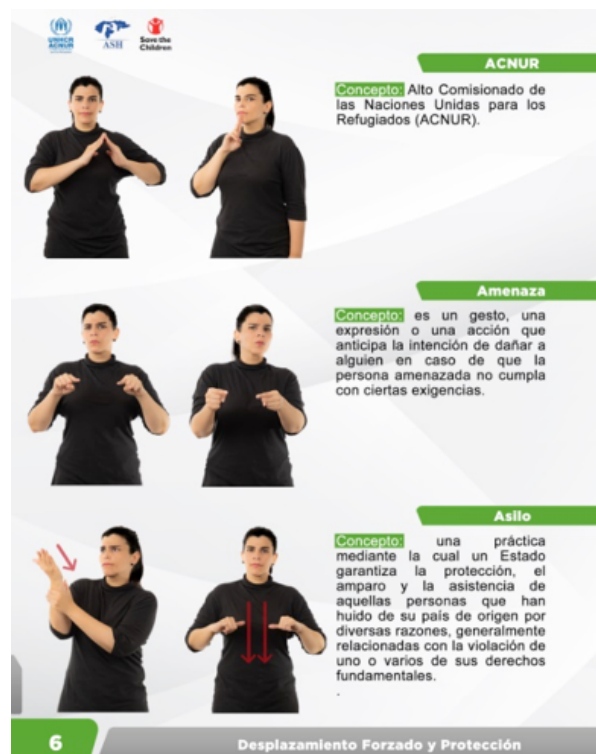 UNHCR
ACNUR
ASH
Save the
Children
ACNUR
Concepto: Alto Comisionado de
las Naciones Unidas para los
Refugiados (ACNUR).
Amenaza
Concepto: es un gesto, una
expresión o una acción que
anticipa la intención de dañar a
alguien en caso de que la
persona amenazada no cumpla
con ciertas exigencias.
Asilo
Concepto: una práctica
mediante la cual un Estado
garantiza la protección, el
amparo y la asistencia de
aquellas personas que han
huido de su país de origen por
diversas razones, generalmente
relacionadas con la violación de
uno o varios de sus derechos
fundamentales.
.
6
Desplazamiento Forzado y Protección